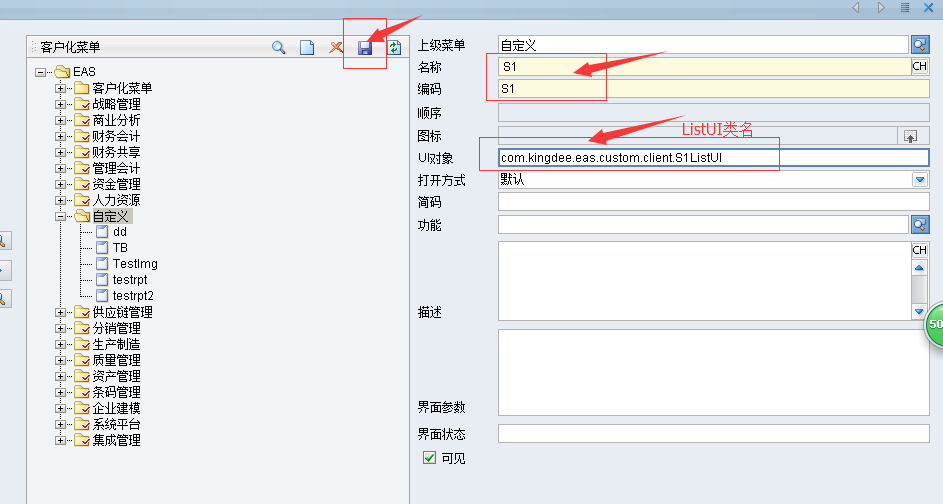 客户化菜单
EAS
客户化菜单
战略管理
商业分析
财务会计
财务共享
管理会计
资金管理
人力资源
自定义
dd
TB
TestImg
testrpt
testrpt2
供应链管理
分销管理
生产制造
质量管理
资产管理
条码管理
企业建模
系统平台
集成管理
上级菜单 自定义
名称 S1 CH
编码 S1
顺序
图标 ListUI类名
UI对象 com.kingdee.eas.custom.client.S1ListUI
打开方式 默认
简码
功能
CH
描述
界面参数
界面状态
可见
50